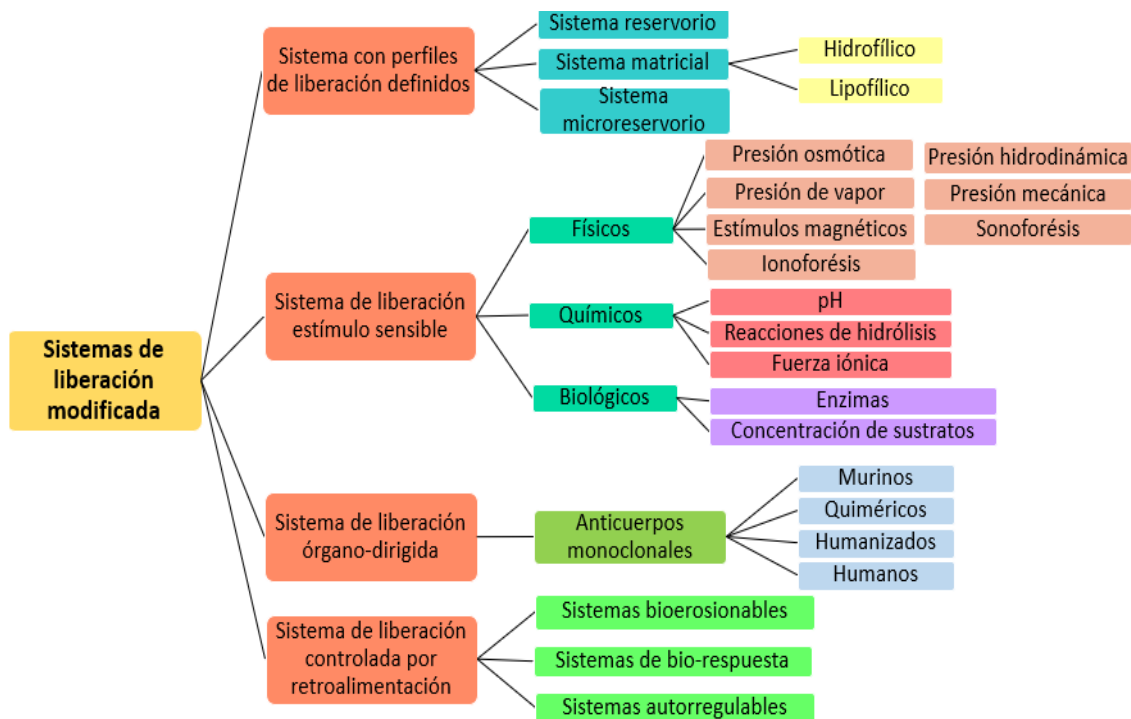 Sistemas de
liberación
modificada
Sistema con perfiles
de liberación definidos
Sistema reservorio
Sistema matricial
Sistema
microreservorio
Hidrofílico
Lipofílico
Sistema de liberación
estímulo sensible
Físicos
Presión osmótica
Presión hidrodinámica
Presión de vapor
Presión mecánica
Estímulos magnéticos
Sonoforésis
Ionoforésis
Químicos
pH
Reacciones de hidrólisis
Fuerza iónica
Biológicos
Enzimas
Concentración de sustratos
Sistema de liberación
órgano-dirigida
Anticuerpos
monoclonales
Murinos
Quiméricos
Humanizados
Humanos
Sistema de liberación
controlada por
retroalimentación
Sistemas bioerosionables
Sistemas de bio-respuesta
Sistemas autorregulables